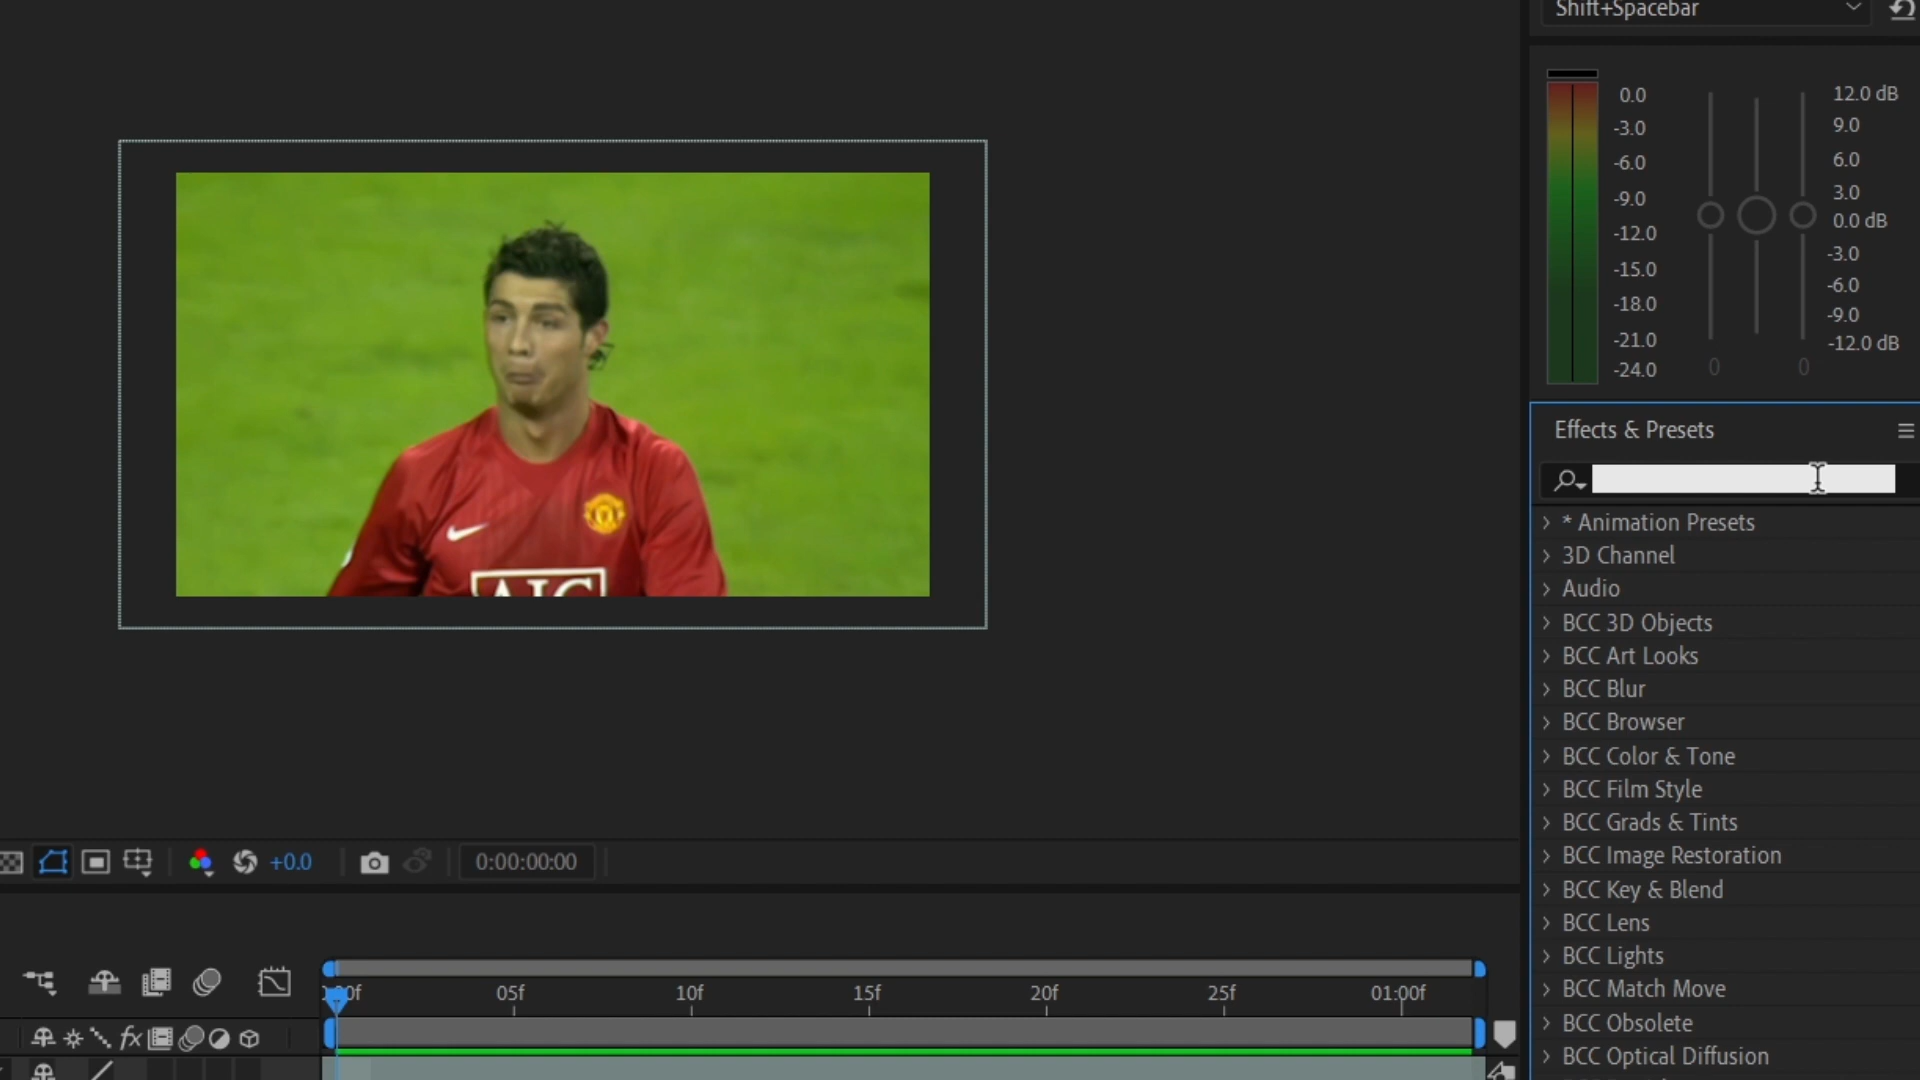 Shift+Spacebar
0.0
-3.0
-6.0
-9.0
-12.0
-15.0
-18.0
-21.0
-24.0
12.0 dB
9.0
6.0
3.0
0.0 dB
-3.0
-6.0
-9.0
-12.0 dB
0 0
Effects & Presets
* Animation Presets
3D Channel
Audio
BCC 3D Objects
BCC Art Looks
BCC Blur
BCC Browser
BCC Color & Tone
BCC Film Style
BCC Grads & Tints
BCC Image Restoration
BCC Key & Blend
BCC Lens
BCC Lights
BCC Match Move
BCC Obsolete
BCC Optical Diffusion
AIG
+0.0
0:00:00:00
05f 10f 15f 20f 25f 01:00f
fx